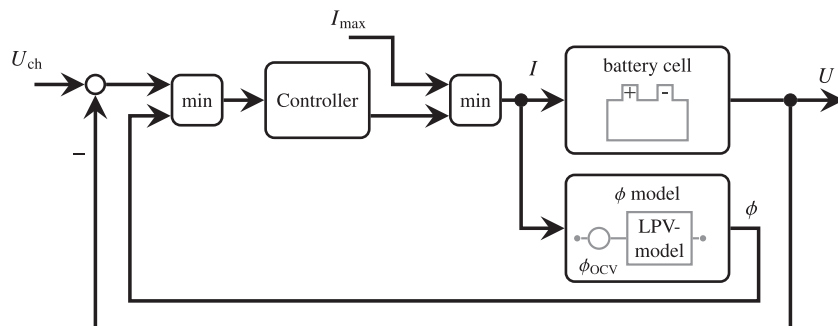 I_max
U_ch
I
battery cell
U
min
Controller
min
+ -
−
ϕ model
ϕ
LPV-
model
ϕ_OCV